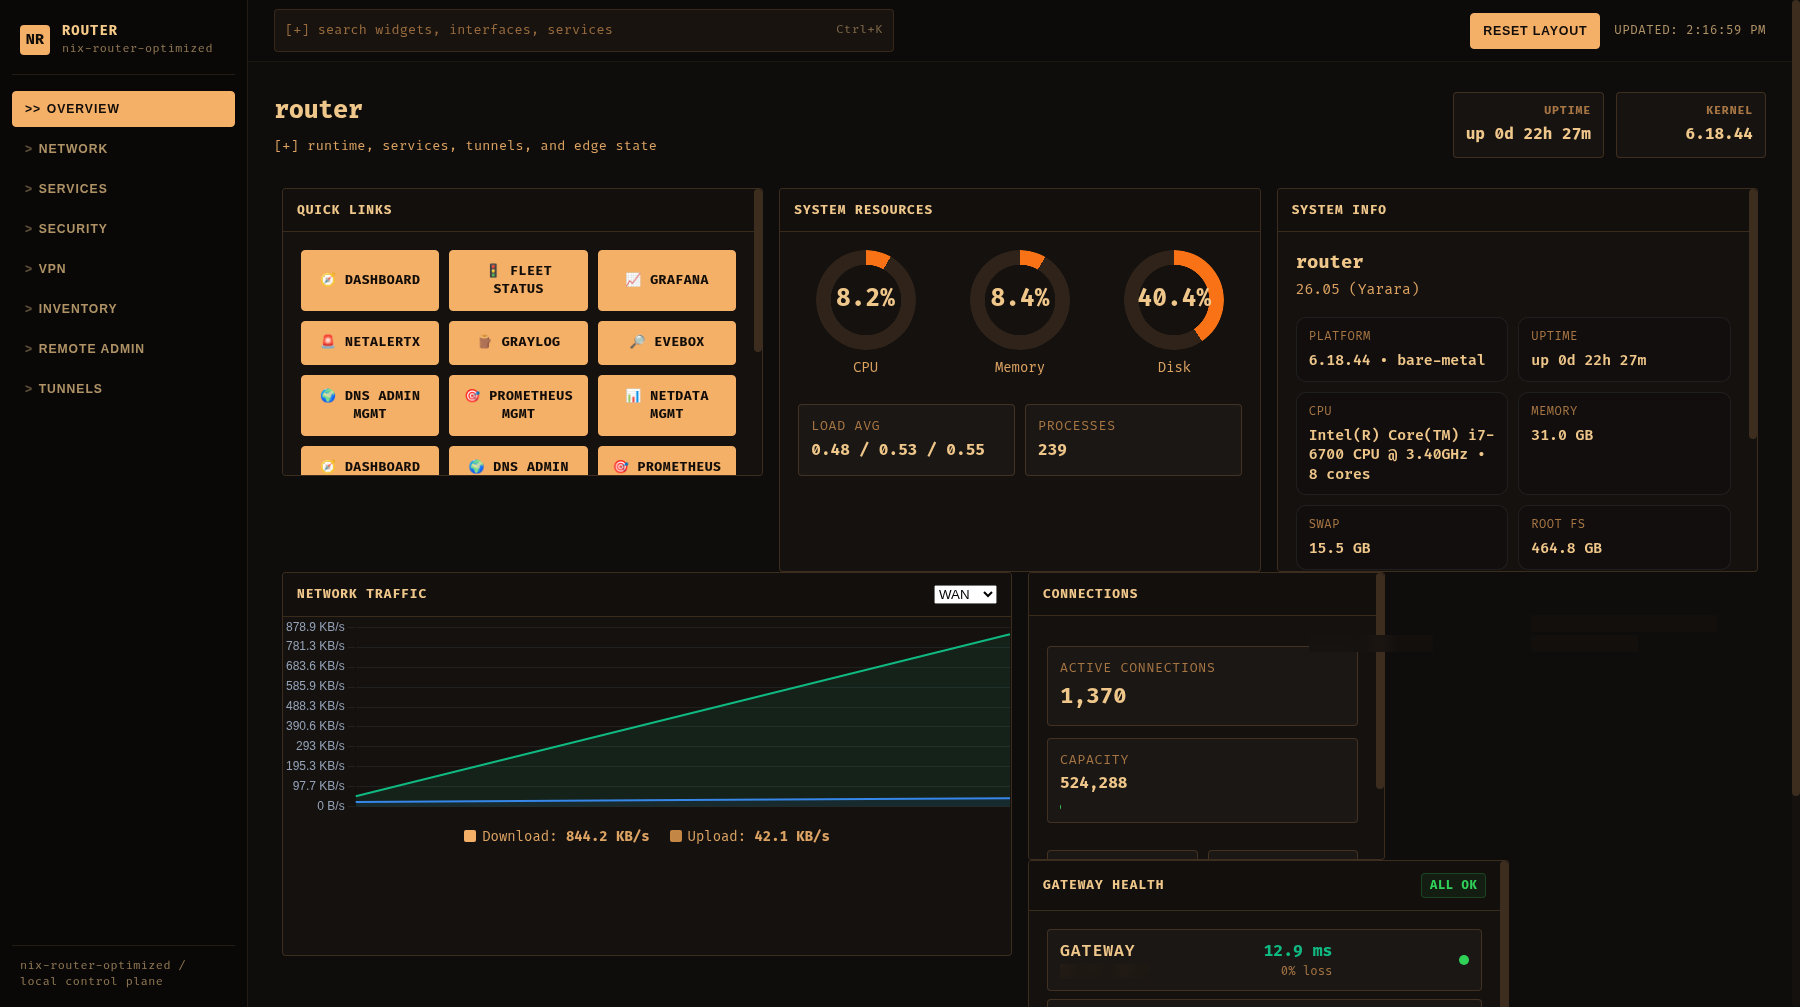 NR
ROUTER
nix-router-optimized
>> OVERVIEW
> NETWORK
> SERVICES
> SECURITY
> VPN
> INVENTORY
> REMOTE ADMIN
> TUNNELS
nix-router-optimized /
local control plane
[+] search widgets, interfaces, services
Ctrl+K
RESET LAYOUT
UPDATED: 2:16:59 PM
router
[+] runtime, services, tunnels, and edge state
UPTIME
up 0d 22h 27m
KERNEL
6.18.44
QUICK LINKS
DASHBOARD
FLEET
STATUS
GRAFANA
NETALERTX
GRAYLOG
EVEBOX
DNS ADMIN
MGMT
PROMETHEUS
MGMT
NETDATA
MGMT
DASHBOARD
DNS ADMIN
PROMETHEUS
SYSTEM RESOURCES
8.2%
8.4%
40.4%
CPU
Memory
Disk
LOAD AVG
0.48 / 0.53 / 0.55
PROCESSES
239
SYSTEM INFO
router
26.05 (Yarara)
PLATFORM
6.18.44 • bare-metal
UPTIME
up 0d 22h 27m
CPU
Intel(R) Core(TM) i7-
6700 CPU @ 3.40GHz •
8 cores
MEMORY
31.0 GB
SWAP
15.5 GB
ROOT FS
464.8 GB
NETWORK TRAFFIC
WAN
878.9 KB/s
781.3 KB/s
683.6 KB/s
585.9 KB/s
488.3 KB/s
390.6 KB/s
293 KB/s
195.3 KB/s
97.7 KB/s
0 B/s
Download: 844.2 KB/s
Upload: 42.1 KB/s
CONNECTIONS
ACTIVE CONNECTIONS
1,370
CAPACITY
524,288
GATEWAY HEALTH
ALL OK
GATEWAY
12.9 ms
0% loss